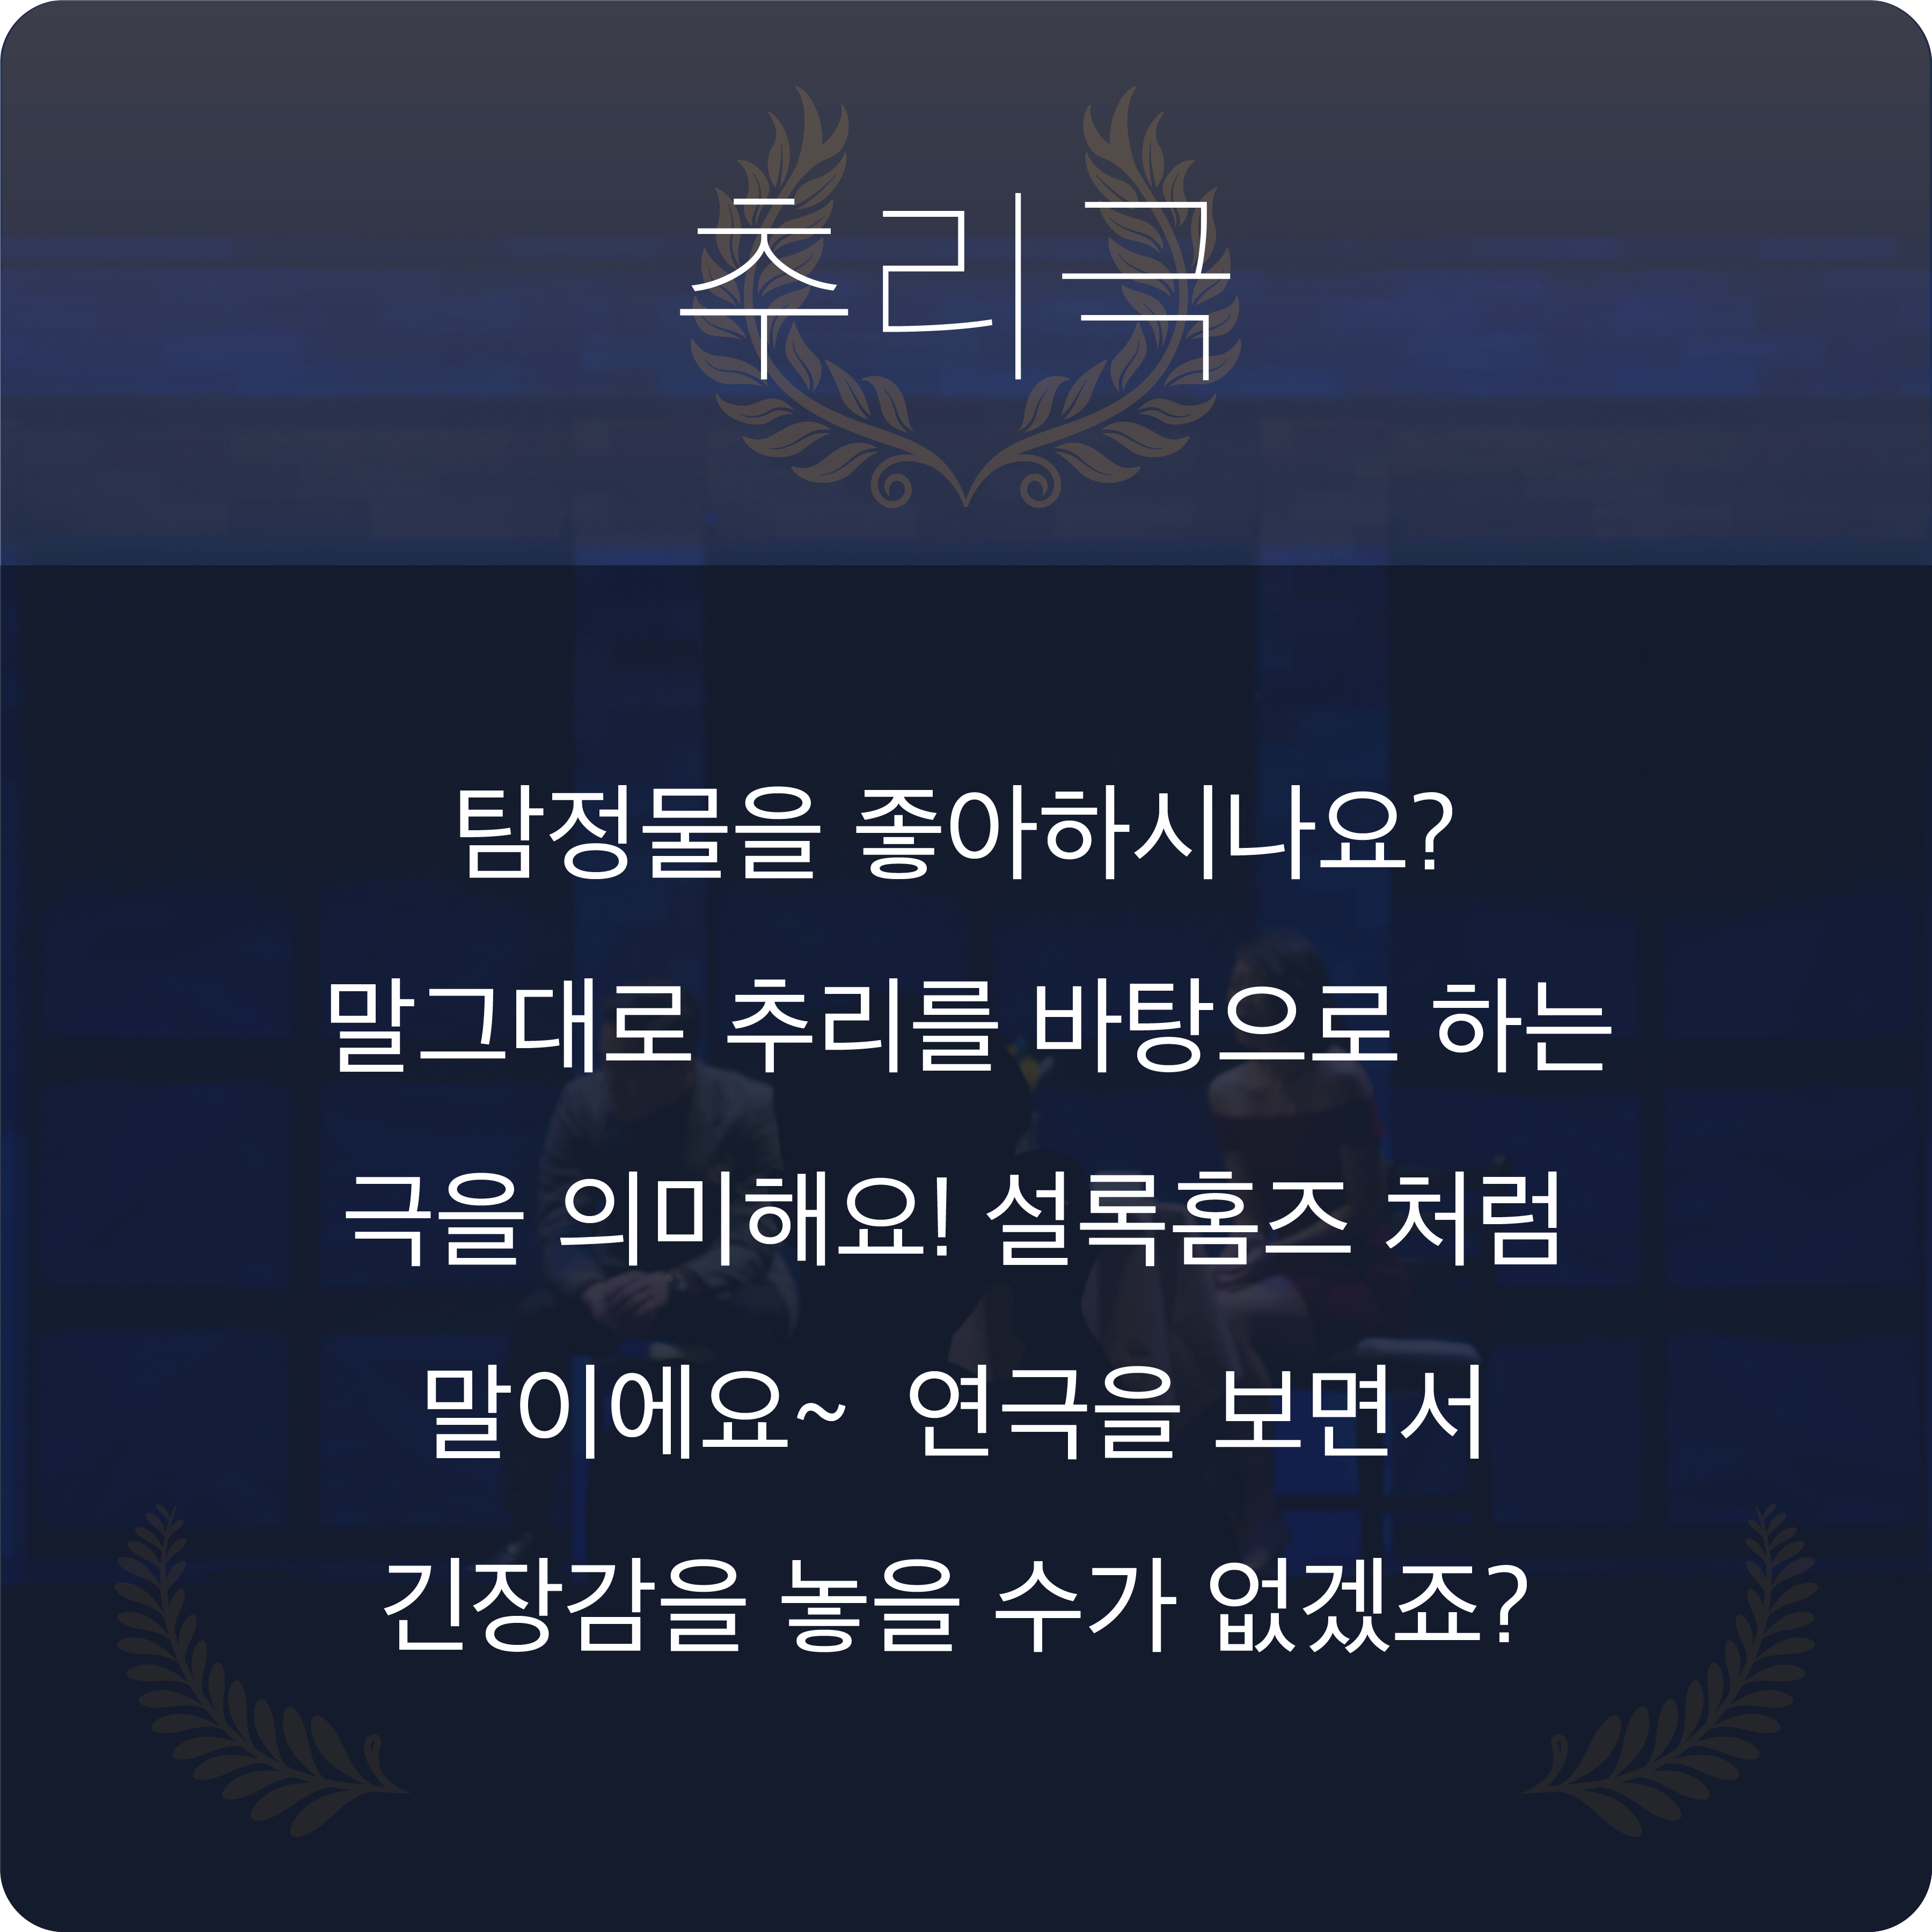 추리극
탐정물을 좋아하시나요?
말그대로 추리를 바탕으로 하는
극을 의미해요! 설록홈즈 처럼
말이에요~ 연극을 보면서
긴장감을 놓을 수가 없겠죠?